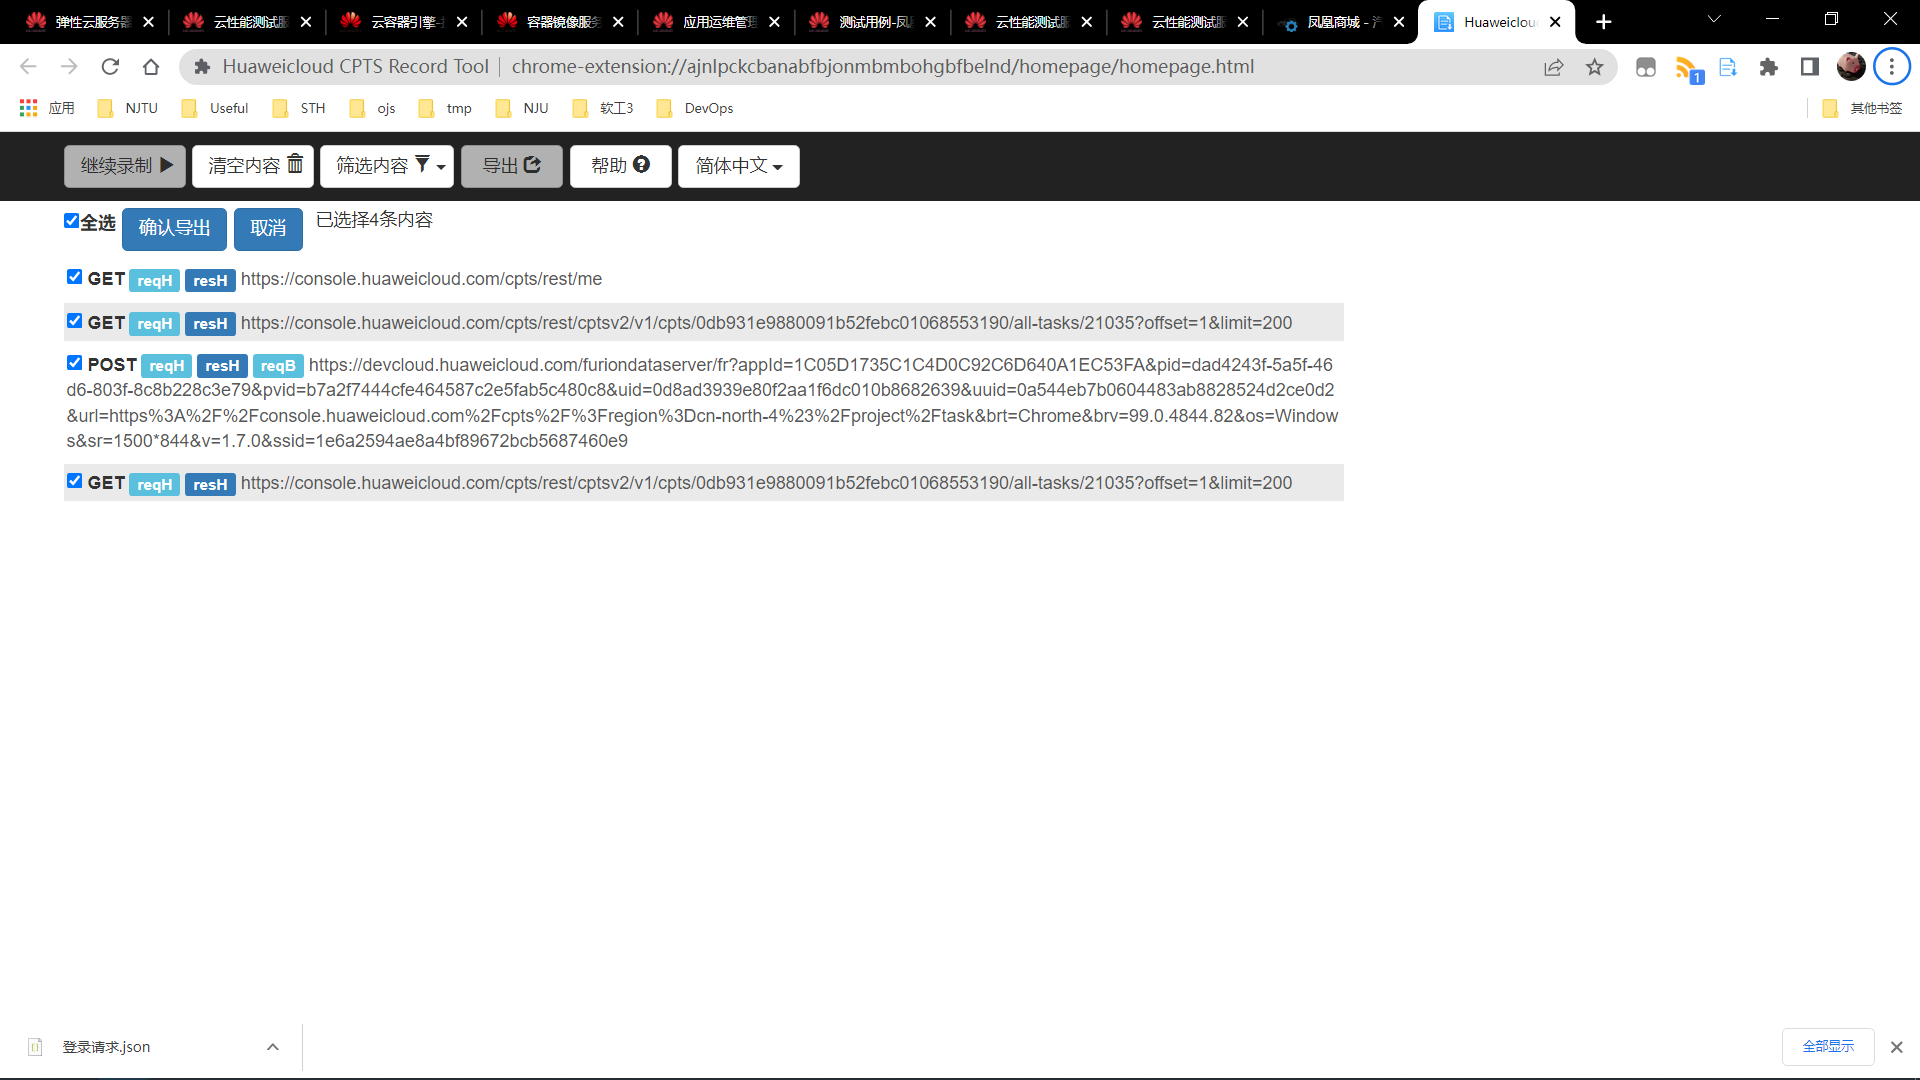 弹性云服务器
云性能测试服
云容器引擎-
容器镜像服务
应用运维管理
测试用例-凤
云性能测试服
云性能测试服
凤凰商城 -
Huaweiclou
Huaweicloud CPTS Record Tool | chrome-extension://ajnlpckcbanabfbjonmbmbohgbfbelnd/homepage/homepage.html
1
应用 NJTU Useful STH ojs tmp NJU 软工3 DevOps 其他书签
继续录制 清空内容 筛选内容 导出 帮助 简体中文
全选 确认导出 取消 已选择4条内容
GET reqH resH https://console.huaweicloud.com/cpts/rest/me
GET reqH resH https://console.huaweicloud.com/cpts/rest/cptsv2/v1/cpts/0db931e9880091b52febc01068553190/all-tasks/21035?offset=1&limit=200
POST reqH resH reqB https://devcloud.huaweicloud.com/furiondataserver/fr?appId=1C05D1735C1C4D0C92C6D640A1EC53FA&pid=dad4243f-5a5f-46
d6-803f-8c8b228c3e79&pvid=b7a2f7444cfe464587c2e5fab5c480c8&uid=0d8ad3939e80f2aa1f6dc010b8682639&uuid=0a544eb7b0604483ab8828524d2ce0d2
&url=https%3A%2F%2Fconsole.huaweicloud.com%2Fcpts%2F%3Fregion%3Dcn-north-4%23%2Fproject%2Ftask&brt=Chrome&brv=99.0.4844.82&os=Window
s&sr=1500*844&v=1.7.0&ssid=1e6a2594ae8a4bf89672bcb5687460e9
GET reqH resH https://console.huaweicloud.com/cpts/rest/cptsv2/v1/cpts/0db931e9880091b52febc01068553190/all-tasks/21035?offset=1&limit=200
登录请求.json
全部显示